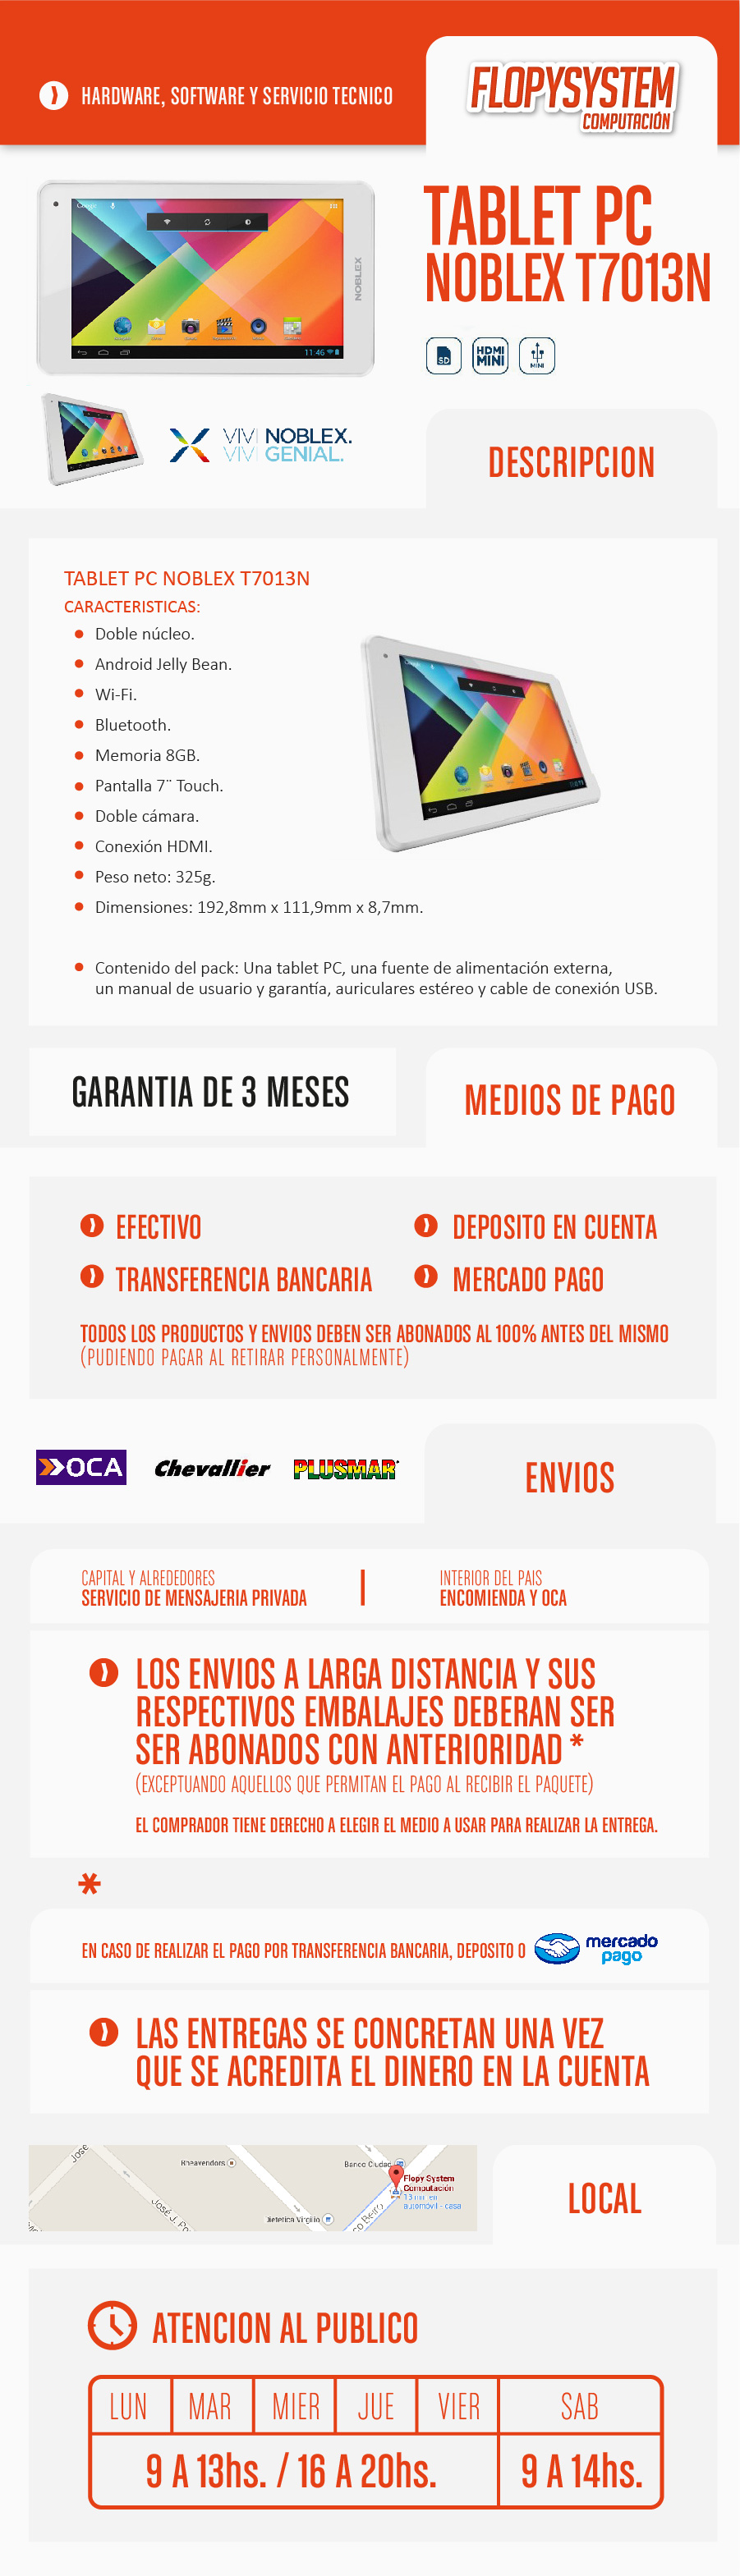 HARDWARE, SOFTWARE Y SERVICIO TECNICO
FLOPYSYSTEM
COMPUTACIÓN
TABLET PC
NOBLEX T7013N
NOBLEX
11:46
SD
HDMI
MINI
MINI
VIVÍ NOBLEX.
VIVÍ GENIAL.
DESCRIPCION
TABLET PC NOBLEX T7013N
CARACTERISTICAS:
Doble núcleo.
Android Jelly Bean.
Wi-Fi.
Bluetooth.
Memoria 8GB.
Pantalla 7¨ Touch.
Doble cámara.
Conexión HDMI.
Peso neto: 325g.
Dimensiones: 192,8mm x 111,9mm x 8,7mm.
Contenido del pack: Una tablet PC, una fuente de alimentación externa,
un manual de usuario y garantía, auriculares estéreo y cable de conexión USB.
GARANTIA DE 3 MESES
MEDIOS DE PAGO
EFECTIVO
DEPOSITO EN CUENTA
TRANSFERENCIA BANCARIA
MERCADO PAGO
TODOS LOS PRODUCTOS Y ENVIOS DEBEN SER ABONADOS AL 100% ANTES DEL MISMO
(PUDIENDO PAGAR AL RETIRAR PERSONALMENTE)
OCA
Chevallier
PLUSMAR
ENVIOS
CAPITAL Y ALREDEDORES
SERVICIO DE MENSAJERIA PRIVADA
INTERIOR DEL PAIS
ENCOMIENDA Y OCA
LOS ENVIOS A LARGA DISTANCIA Y SUS
RESPECTIVOS EMBALAJES DEBERAN SER
SER ABONADOS CON ANTERIORIDAD *
(EXCEPTUANDO AQUELLOS QUE PERMITAN EL PAGO AL RECIBIR EL PAQUETE)
EL COMPRADOR TIENE DERECHO A ELEGIR EL MEDIO A USAR PARA REALIZAR LA ENTREGA.
*
EN CASO DE REALIZAR EL PAGO POR TRANSFERENCIA BANCARIA, DEPOSITO O
mercado
pago
LAS ENTREGAS SE CONCRETAN UNA VEZ
QUE SE ACREDITA EL DINERO EN LA CUENTA
Jose
Banco Ciudad
Flopy System
Computación
13 min en
automóvil - casa
José J.
Dietetica Virgilio
LOCAL
ATENCION AL PUBLICO
LUN MAR MIER JUE VIER SAB
9 A 13hs. / 16 A 20hs. 9 A 14hs.